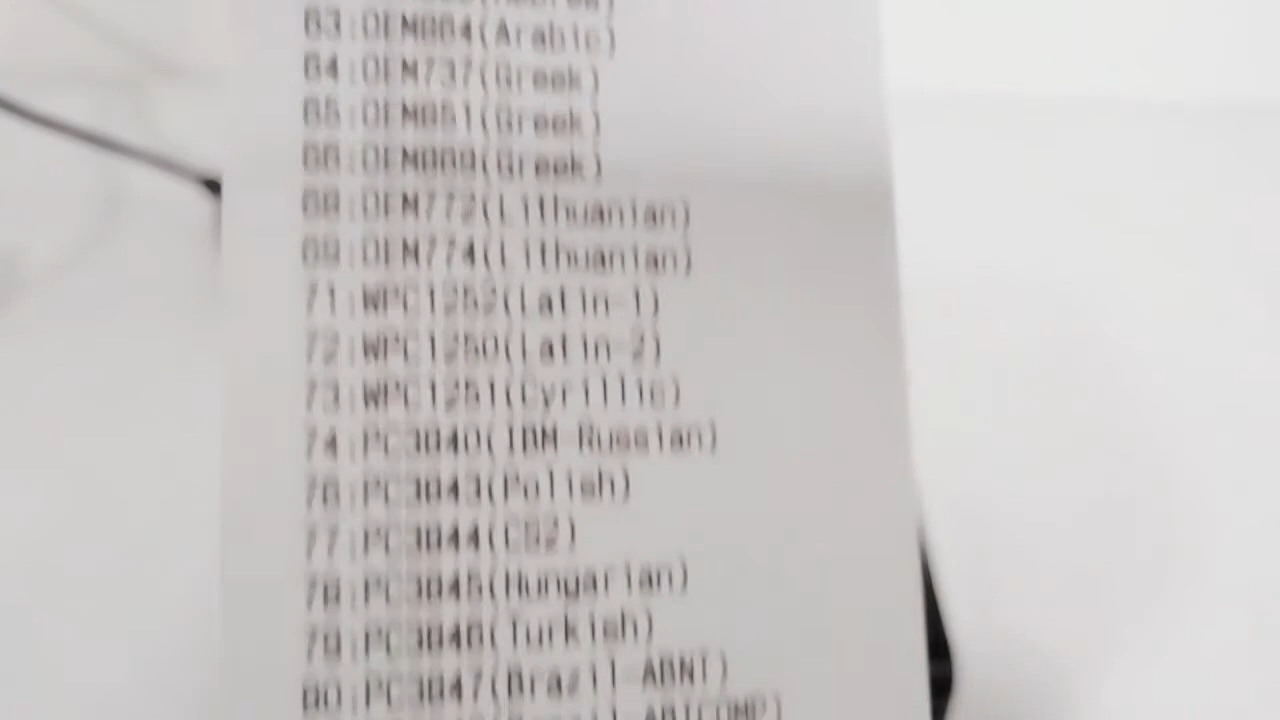 63:OEM864(Arabic)
64:OEM737(Greek)
65:OEM851(Greek)
66:OEM869(Greek)
68:OEM772(Lithuanian)
69:OEM774(Lithuanian)
71:WPC1252(Latin-1)
72:WPC1250(Latin-2)
73:WPC1251(Cyrillic)
74:PC3840(IBM-Russian)
76:PC3843(Polish)
77:PC3844(CS2)
78:PC3845(Hungarian)
79:PC3846(Turkish)
80:PC3847(Brazil-ABNT)
(Brazil-ABICOMP)